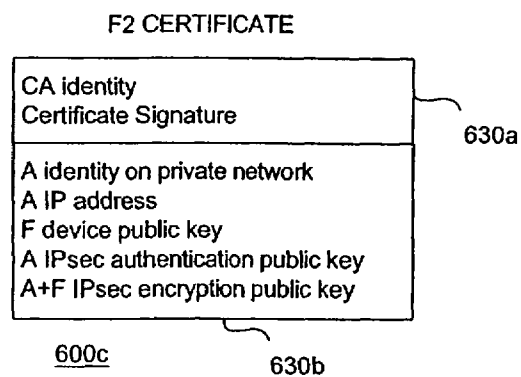 F2 CERTIFICATE
CA identity
Certificate Signature
630a
A identity on private network
A IP address
F device public key
A IPsec authentication public key
A+F IPsec encryption public key
600c
630b